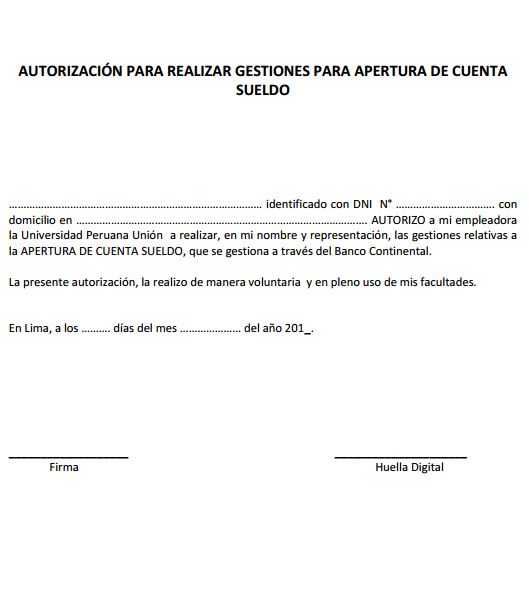 AUTORIZACIÓN PARA REALIZAR GESTIONES PARA APERTURA DE CUENTA
SUELDO
…………………………………………………………………………… identificado con DNI N° ……………………………. con
domicilio en ………………………………………………………………………………………. AUTORIZO a mi empleadora
la Universidad Peruana Unión a realizar, en mi nombre y representación, las gestiones relativas a
la APERTURA DE CUENTA SUELDO, que se gestiona a través del Banco Continental.
La presente autorización, la realizo de manera voluntaria y en pleno uso de mis facultades.
En Lima, a los ………. días del mes ………………… del año 201_.
Firma Huella Digital